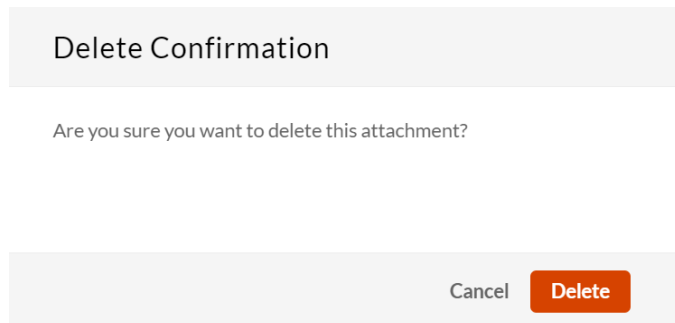 Delete Confirmation
Are you sure you want to delete this attachment?
Cancel Delete